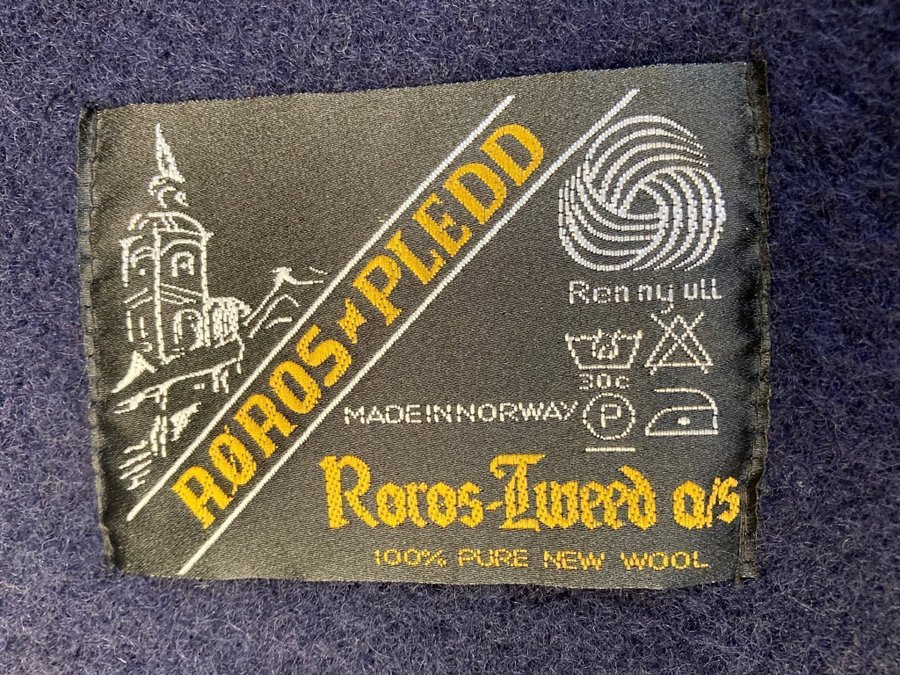 RØROS-PLEDD
Ren ny ull
30c
MADE IN NORWAY
P
Roros-Tweed a/s
100% PURE NEW WOOL